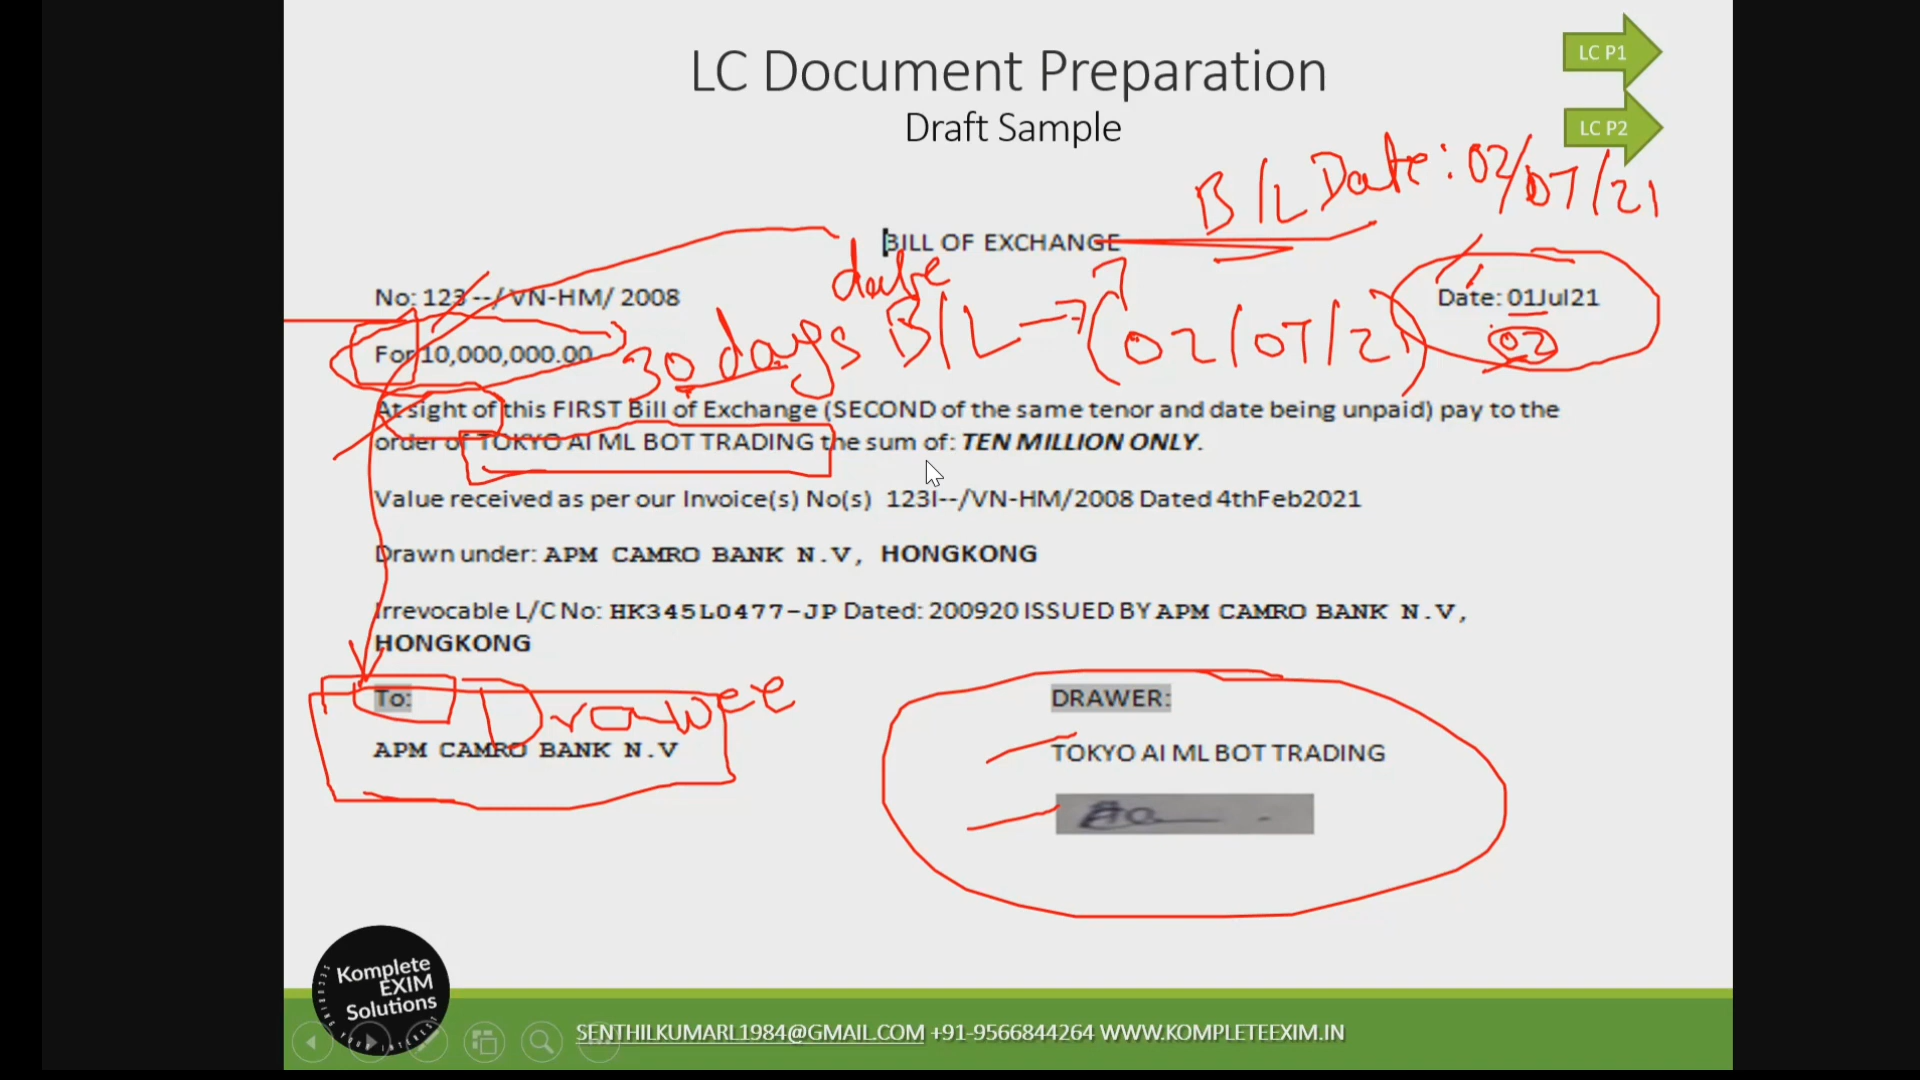 LC Document Preparation
Draft Sample
LC P1
LC P2
B/L Date: 02/07/21
BILL OF EXCHANGE
No: 123 --/ VN-HM/ 2008
Date: 01Jul21
02
For 10,000,000.00
30 days B/L date → (02/07/21)
At sight of this FIRST Bill of Exchange (SECOND of the same tenor and date being unpaid) pay to the
order of TOKYO AI ML BOT TRADING the sum of: TEN MILLION ONLY.
Value received as per our Invoice(s) No(s) 123I--/VN-HM/2008 Dated 4thFeb2021
Drawn under: APM CAMRO BANK N.V, HONGKONG
Irrevocable L/C No: HK345L0477-JP Dated: 200920 ISSUED BY APM CAMRO BANK N.V,
HONGKONG
To:
Drawee
APM CAMRO BANK N.V
DRAWER:
TOKYO AI ML BOT TRADING
Komplete
EXIM
Solutions
SENTHILKUMARL1984@GMAIL.COM +91-9566844264 WWW.KOMPLETEEXIM.IN